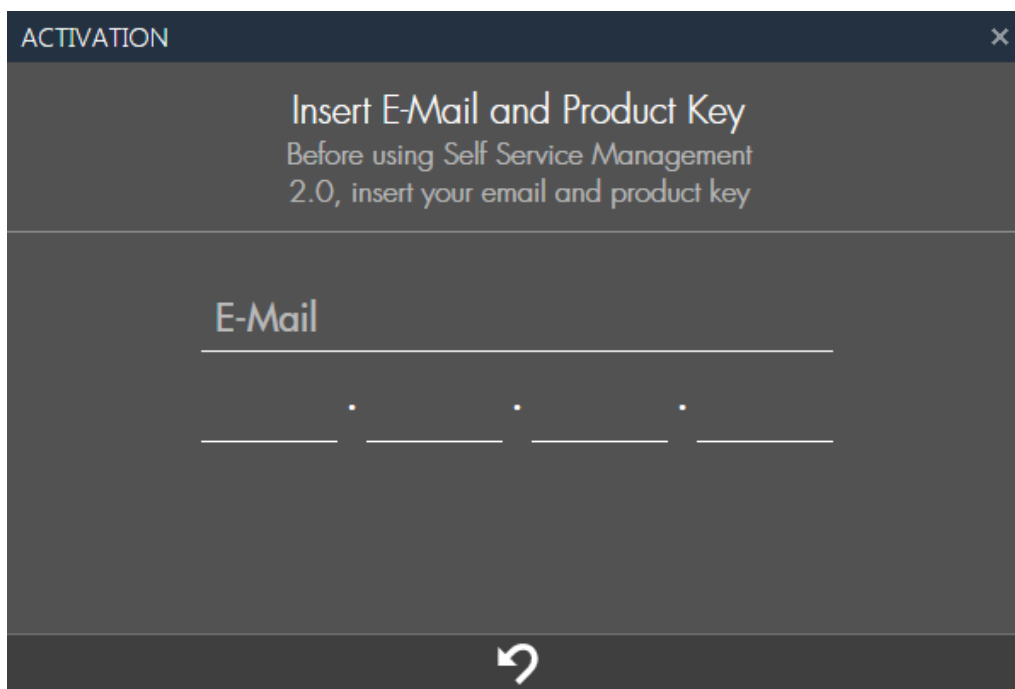 ACTIVATION
Insert E-Mail and Product Key
Before using Self Service Management
2.0, insert your email and product key
E-Mail
. . .